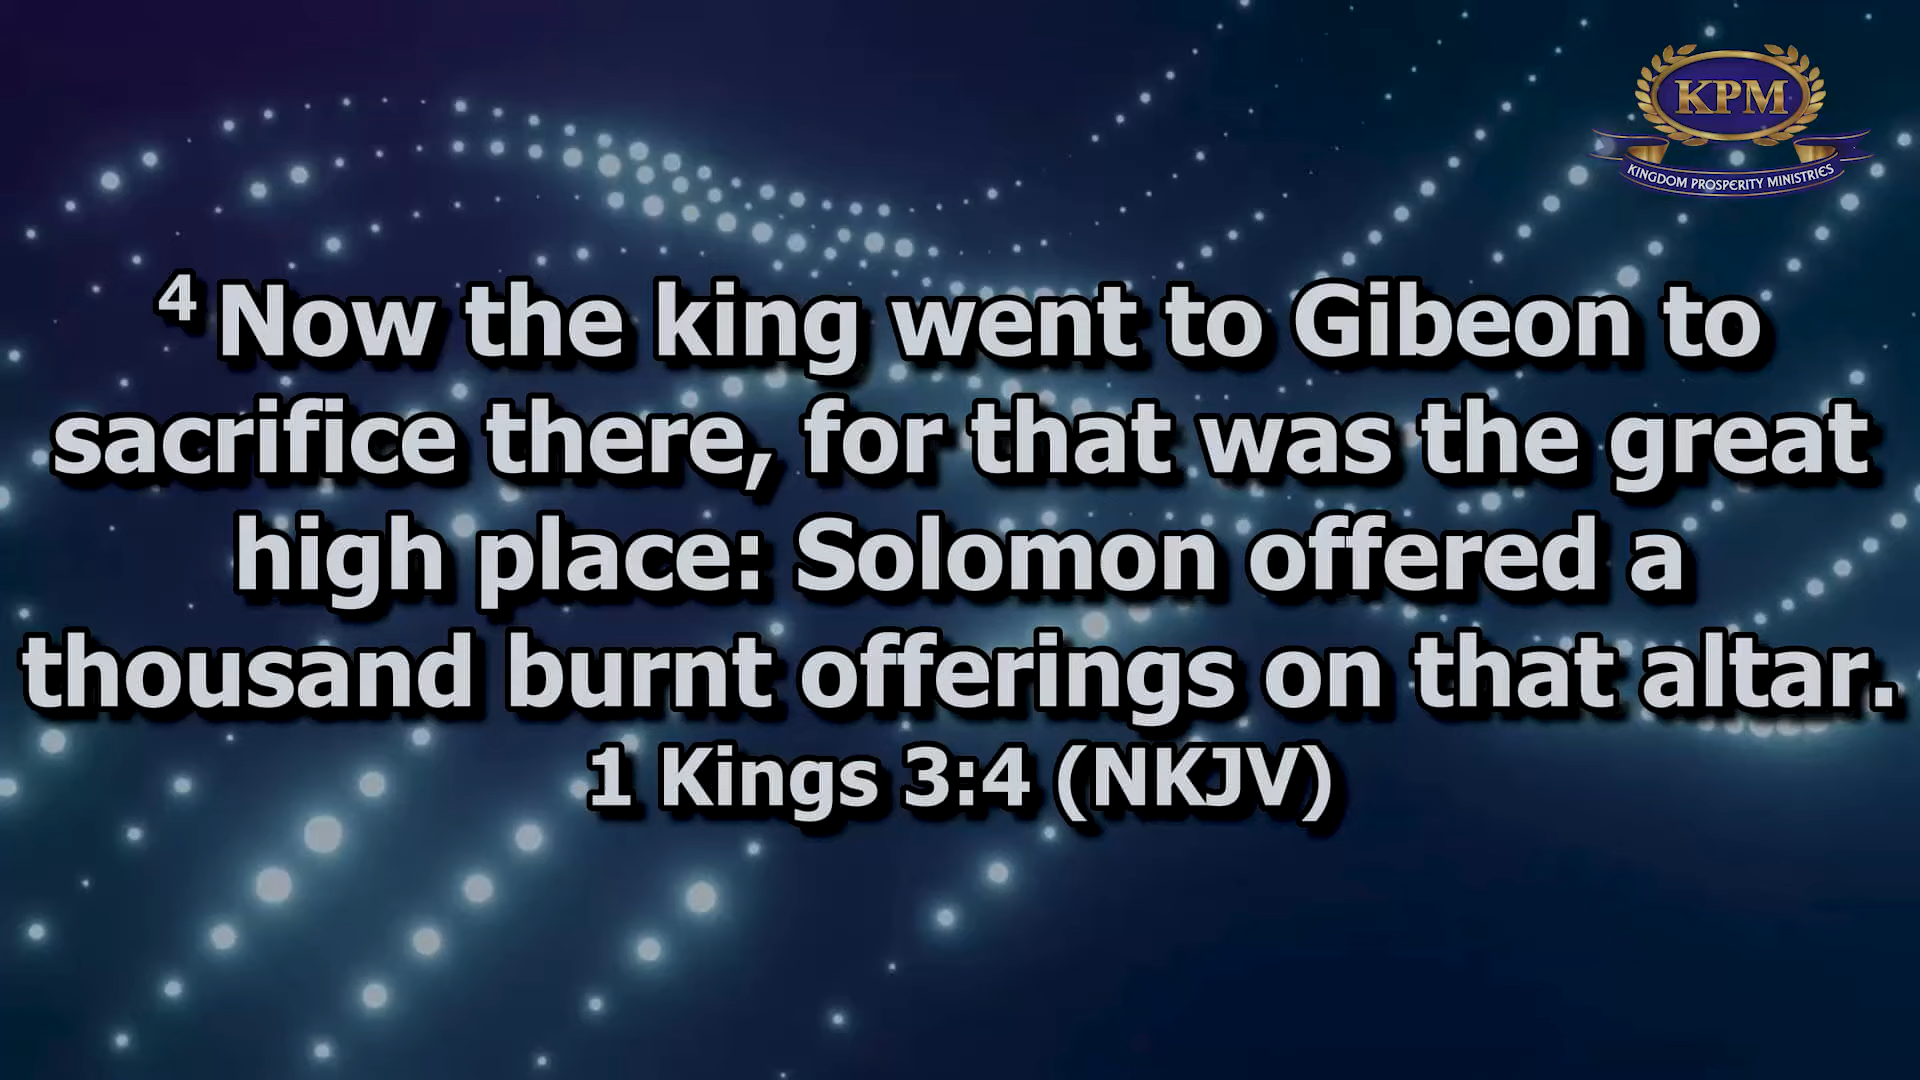 KPM
KINGDOM PROSPERITY MINISTRIES
4 Now the king went to Gibeon to
sacrifice there, for that was the great
high place: Solomon offered a
thousand burnt offerings on that altar.
1 Kings 3:4 (NKJV)